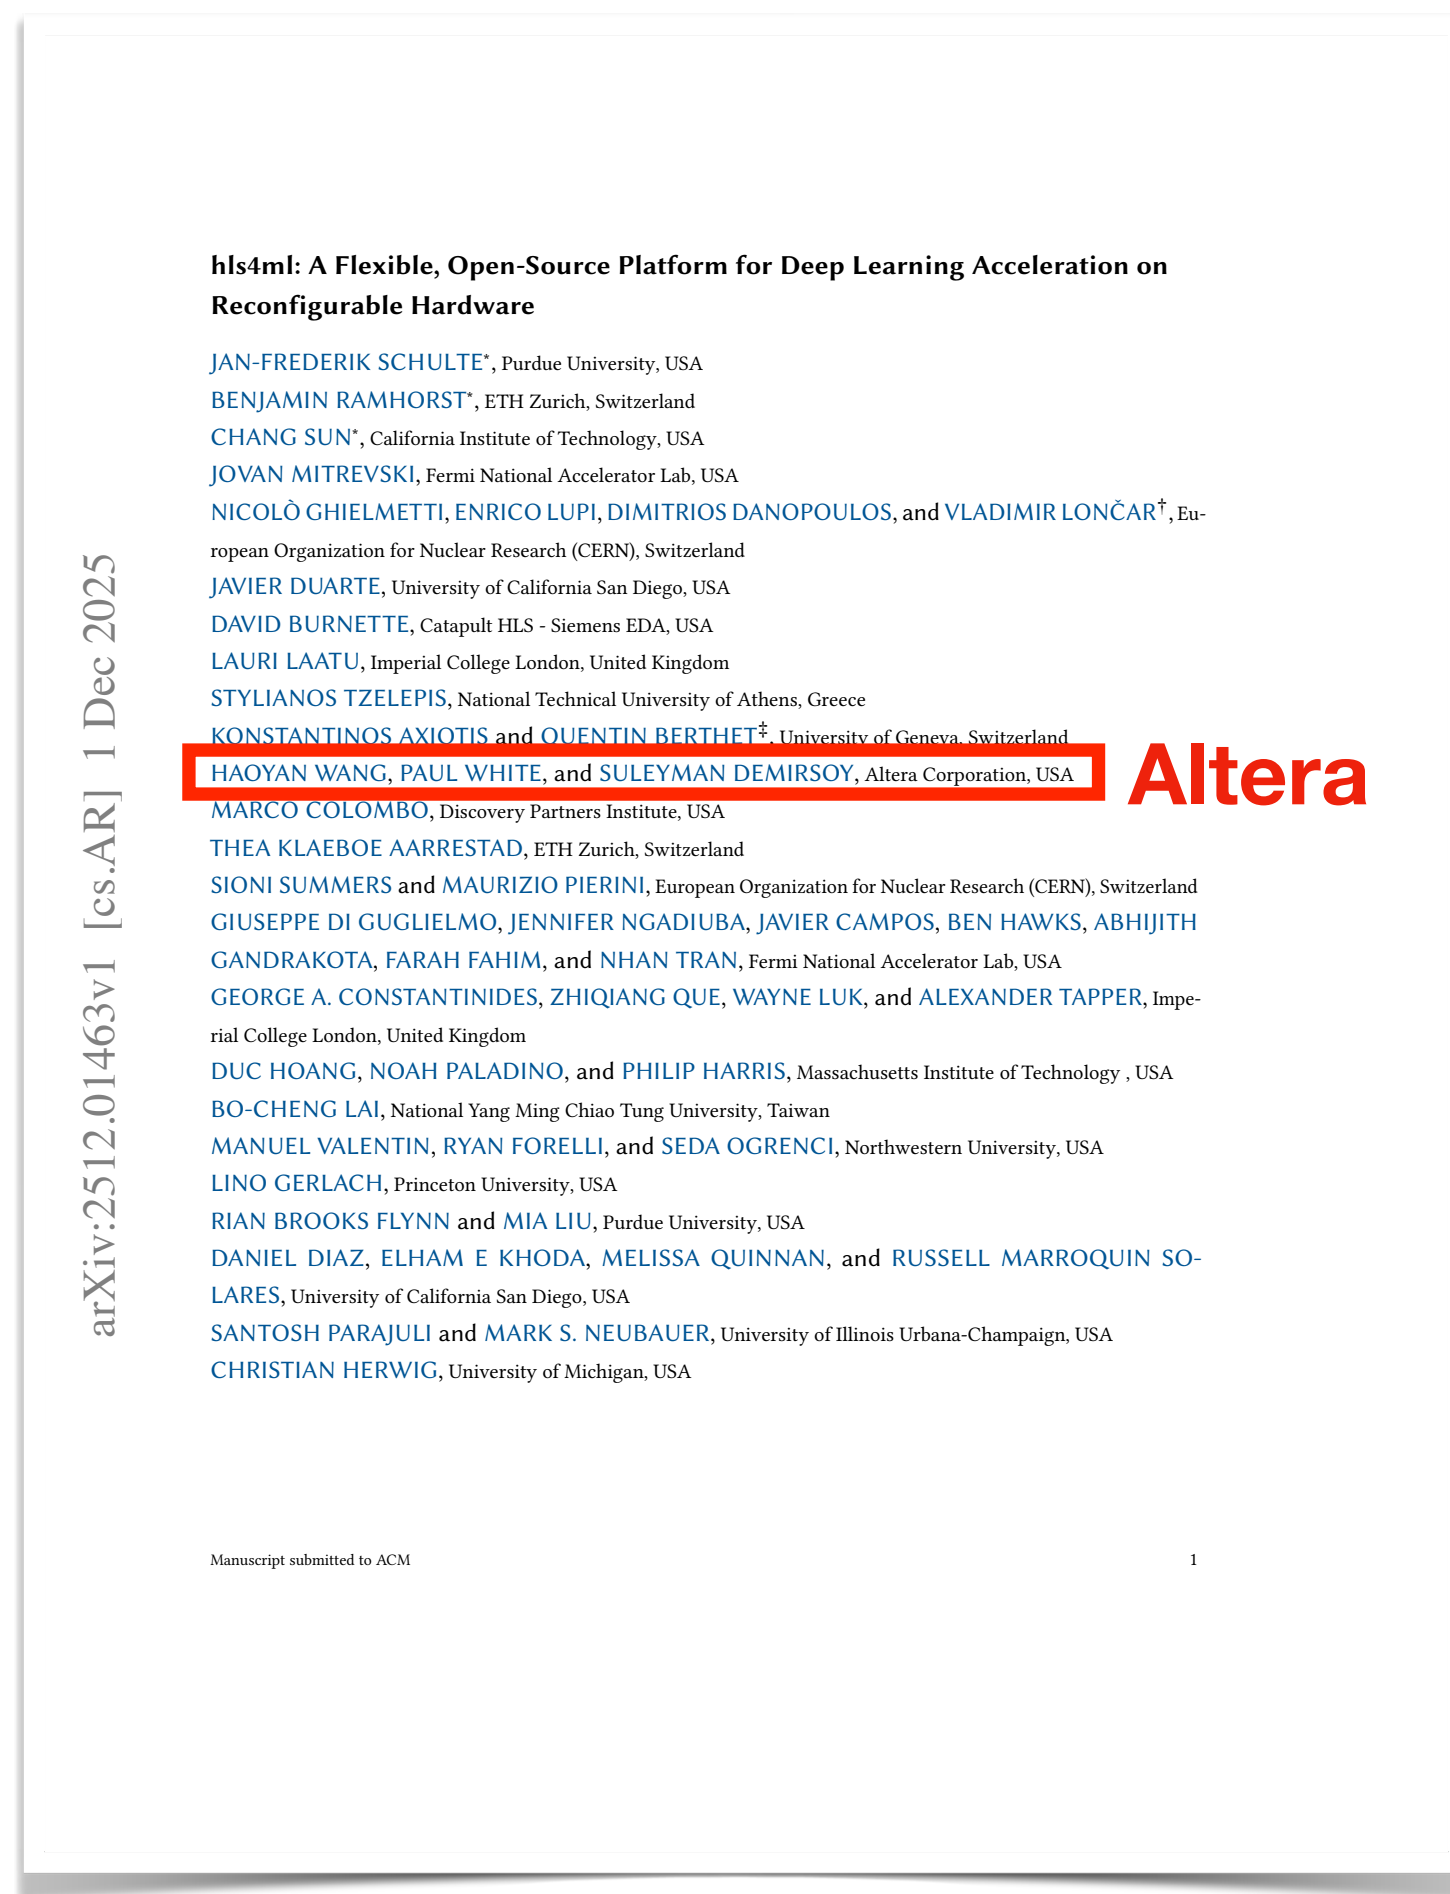 hls4ml: A Flexible, Open-Source Platform for Deep Learning Acceleration on
Reconfigurable Hardware
JAN-FREDERIK SCHULTE*, Purdue University, USA
BENJAMIN RAMHORST*, ETH Zurich, Switzerland
CHANG SUN*, California Institute of Technology, USA
JOVAN MITREVSKI, Fermi National Accelerator Lab, USA
NICOLÒ GHIELMETTI, ENRICO LUPI, DIMITRIOS DANOPOULOS, and VLADIMIR LONČAR†, Eu-
ropean Organization for Nuclear Research (CERN), Switzerland
JAVIER DUARTE, University of California San Diego, USA
DAVID BURNETTE, Catapult HLS - Siemens EDA, USA
LAURI LAATU, Imperial College London, United Kingdom
STYLIANOS TZELEPIS, National Technical University of Athens, Greece
KONSTANTINOS AXIOTIS and QUENTIN BERTHET‡, University of Geneva, Switzerland
HAOYAN WANG, PAUL WHITE, and SULEYMAN DEMIRSOY, Altera Corporation, USA
Altera
MARCO COLOMBO, Discovery Partners Institute, USA
THEA KLAEBOE AARRESTAD, ETH Zurich, Switzerland
SIONI SUMMERS and MAURIZIO PIERINI, European Organization for Nuclear Research (CERN), Switzerland
GIUSEPPE DI GUGLIELMO, JENNIFER NGADIUBA, JAVIER CAMPOS, BEN HAWKS, ABHIJITH
GANDRAKOTA, FARAH FAHIM, and NHAN TRAN, Fermi National Accelerator Lab, USA
GEORGE A. CONSTANTINIDES, ZHIQIANG QUE, WAYNE LUK, and ALEXANDER TAPPER, Impe-
rial College London, United Kingdom
DUC HOANG, NOAH PALADINO, and PHILIP HARRIS, Massachusetts Institute of Technology , USA
BO-CHENG LAI, National Yang Ming Chiao Tung University, Taiwan
MANUEL VALENTIN, RYAN FORELLI, and SEDA OGRENCI, Northwestern University, USA
LINO GERLACH, Princeton University, USA
RIAN BROOKS FLYNN and MIA LIU, Purdue University, USA
DANIEL DIAZ, ELHAM E KHODA, MELISSA QUINNAN, and RUSSELL MARROQUIN SO-
LARES, University of California San Diego, USA
SANTOSH PARAJULI and MARK S. NEUBAUER, University of Illinois Urbana-Champaign, USA
CHRISTIAN HERWIG, University of Michigan, USA
Manuscript submitted to ACM 1
arXiv:2512.01463v1 [cs.AR] 1 Dec 2025